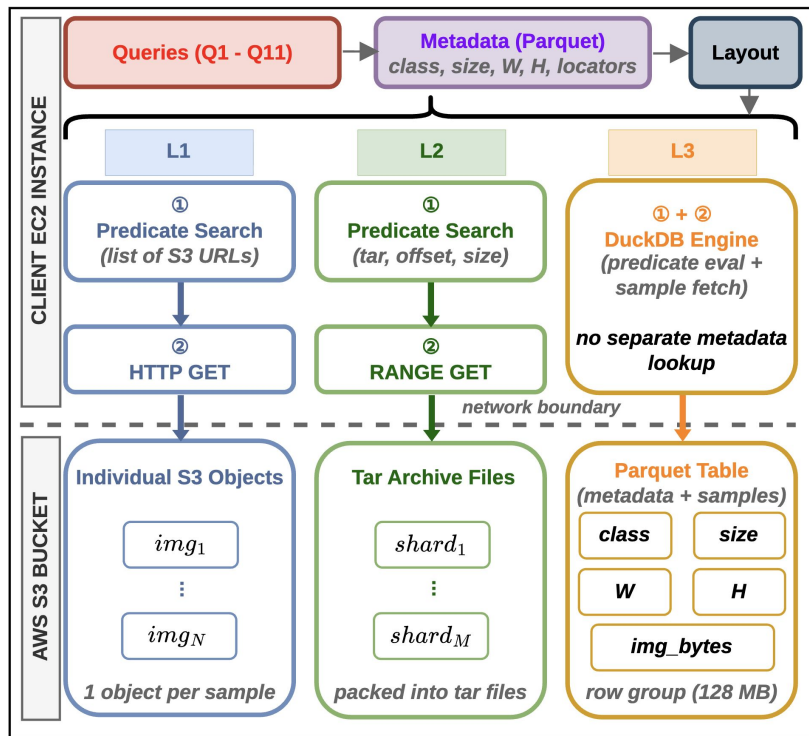 CLIENT EC2 INSTANCE
Queries (Q1 - Q11)
Metadata (Parquet)
class, size, W, H, locators
Layout
L1
①
Predicate Search
(list of S3 URLs)
②
HTTP GET
L2
①
Predicate Search
(tar, offset, size)
②
RANGE GET
L3
① + ②
DuckDB Engine
(predicate eval +
sample fetch)
no separate metadata
lookup
network boundary
AWS S3 BUCKET
Individual S3 Objects
img₁
⋮
img_N
1 object per sample
Tar Archive Files
shard₁
⋮
shard_M
packed into tar files
Parquet Table
(metadata + samples)
class
size
W
H
img_bytes
row group (128 MB)